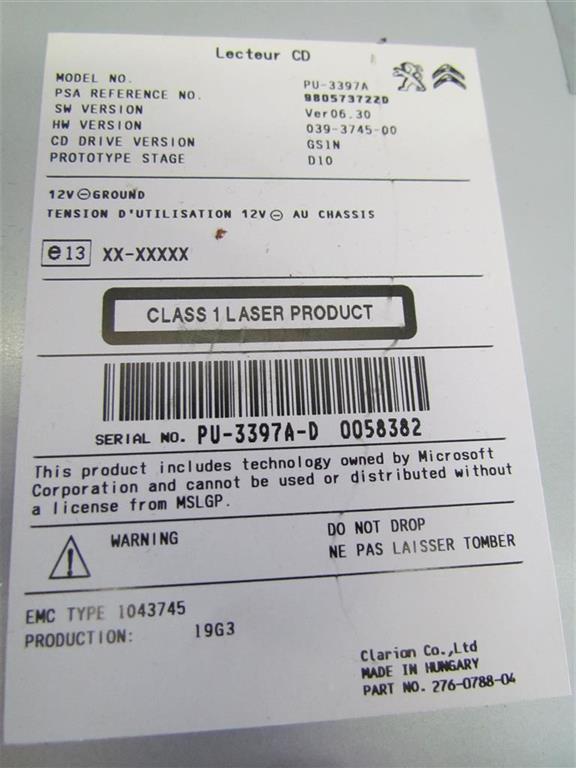 Lecteur CD
MODEL NO. PU-3397A
PSA REFERENCE NO. 980573722D
SW VERSION Ver06.30
HW VERSION 039-3745-00
CD DRIVE VERSION GS1N
PROTOTYPE STAGE D10
12V⊖GROUND
TENSION D'UTILISATION 12V⊖ AU CHASSIS
e13 XX-XXXXX
CLASS 1 LASER PRODUCT
SERIAL NO. PU-3397A-D 0058382
This product includes technology owned by Microsoft
Corporation and cannot be used or distributed without
a license from MSLGP.
WARNING DO NOT DROP
NE PAS LAISSER TOMBER
EMC TYPE 1043745
PRODUCTION: 19G3
Clarion Co.,Ltd
MADE IN HUNGARY
PART NO. 276-0788-04